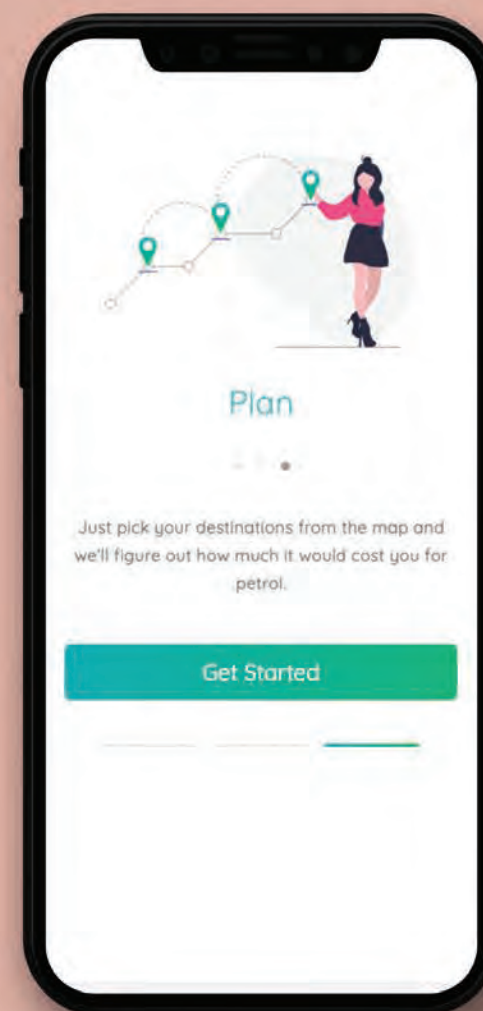 Plan
Just pick your destinations from the map and
we'll figure out how much it would cost you for
petrol.
Get Started